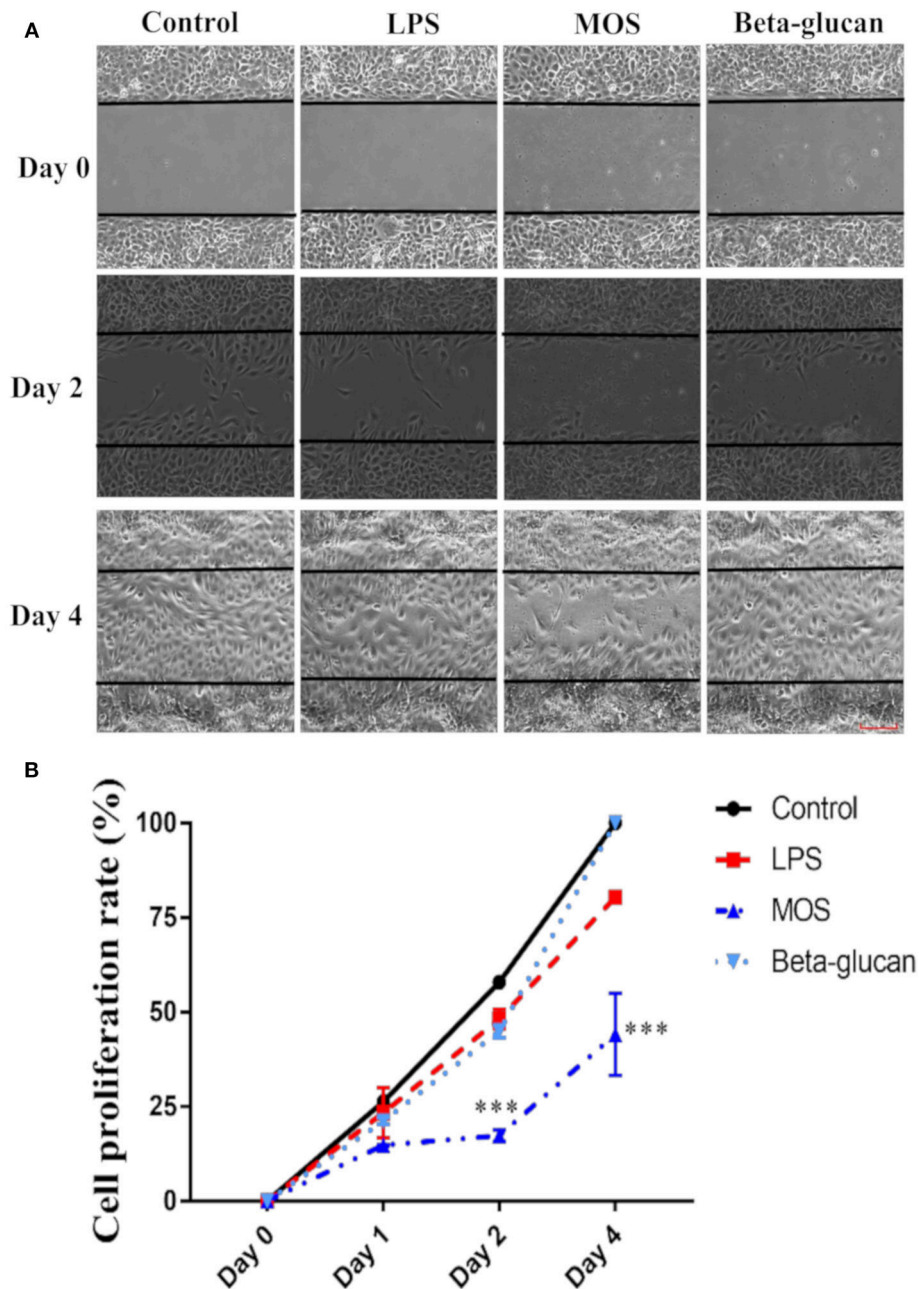 A
Control LPS MOS Beta-glucan
Day 0
Day 2
Day 4
B
Cell proliferation rate (%)
100
75
50
25
0
***
***
Day 0 Day 1 Day 2 Day 4
Control
LPS
MOS
Beta-glucan